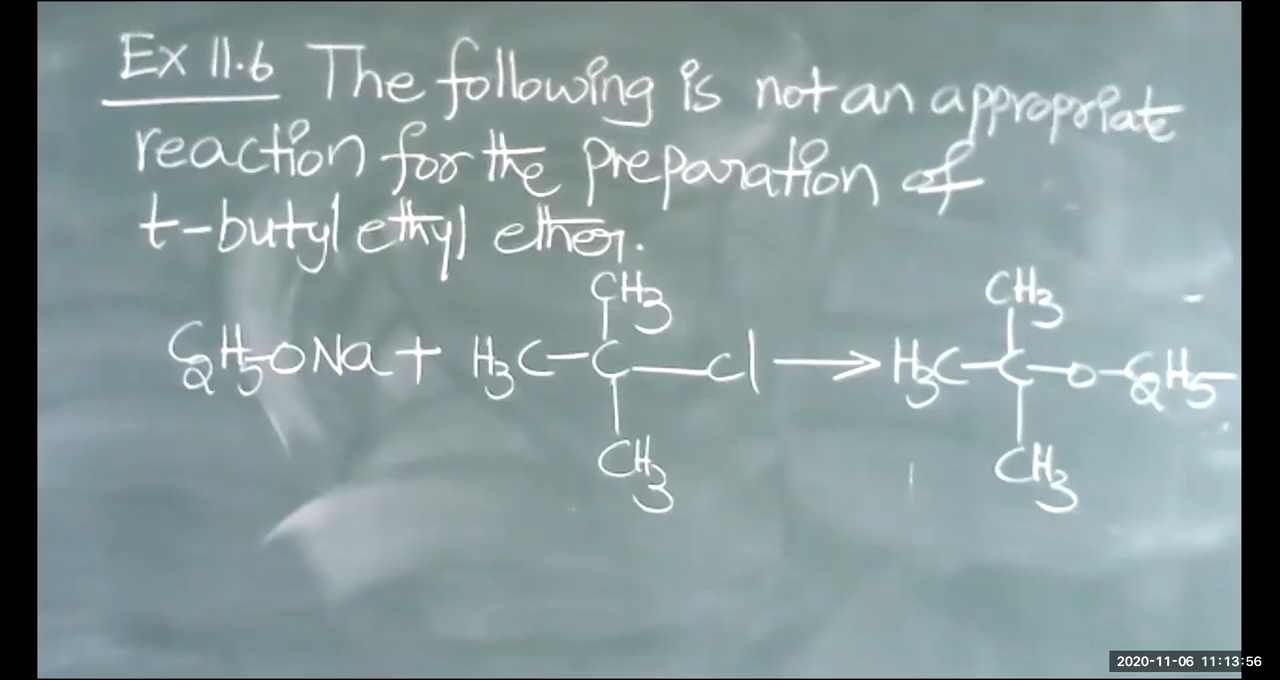 Ex 11.6 The following is not an appropriate
reaction for the preparation of
t-butyl ethyl ether.
CH3 CH3
C2H5ONa + H3C-C-Cl → H3C-C-O-C2H5
CH3 CH3
2020-11-06 11:13:56